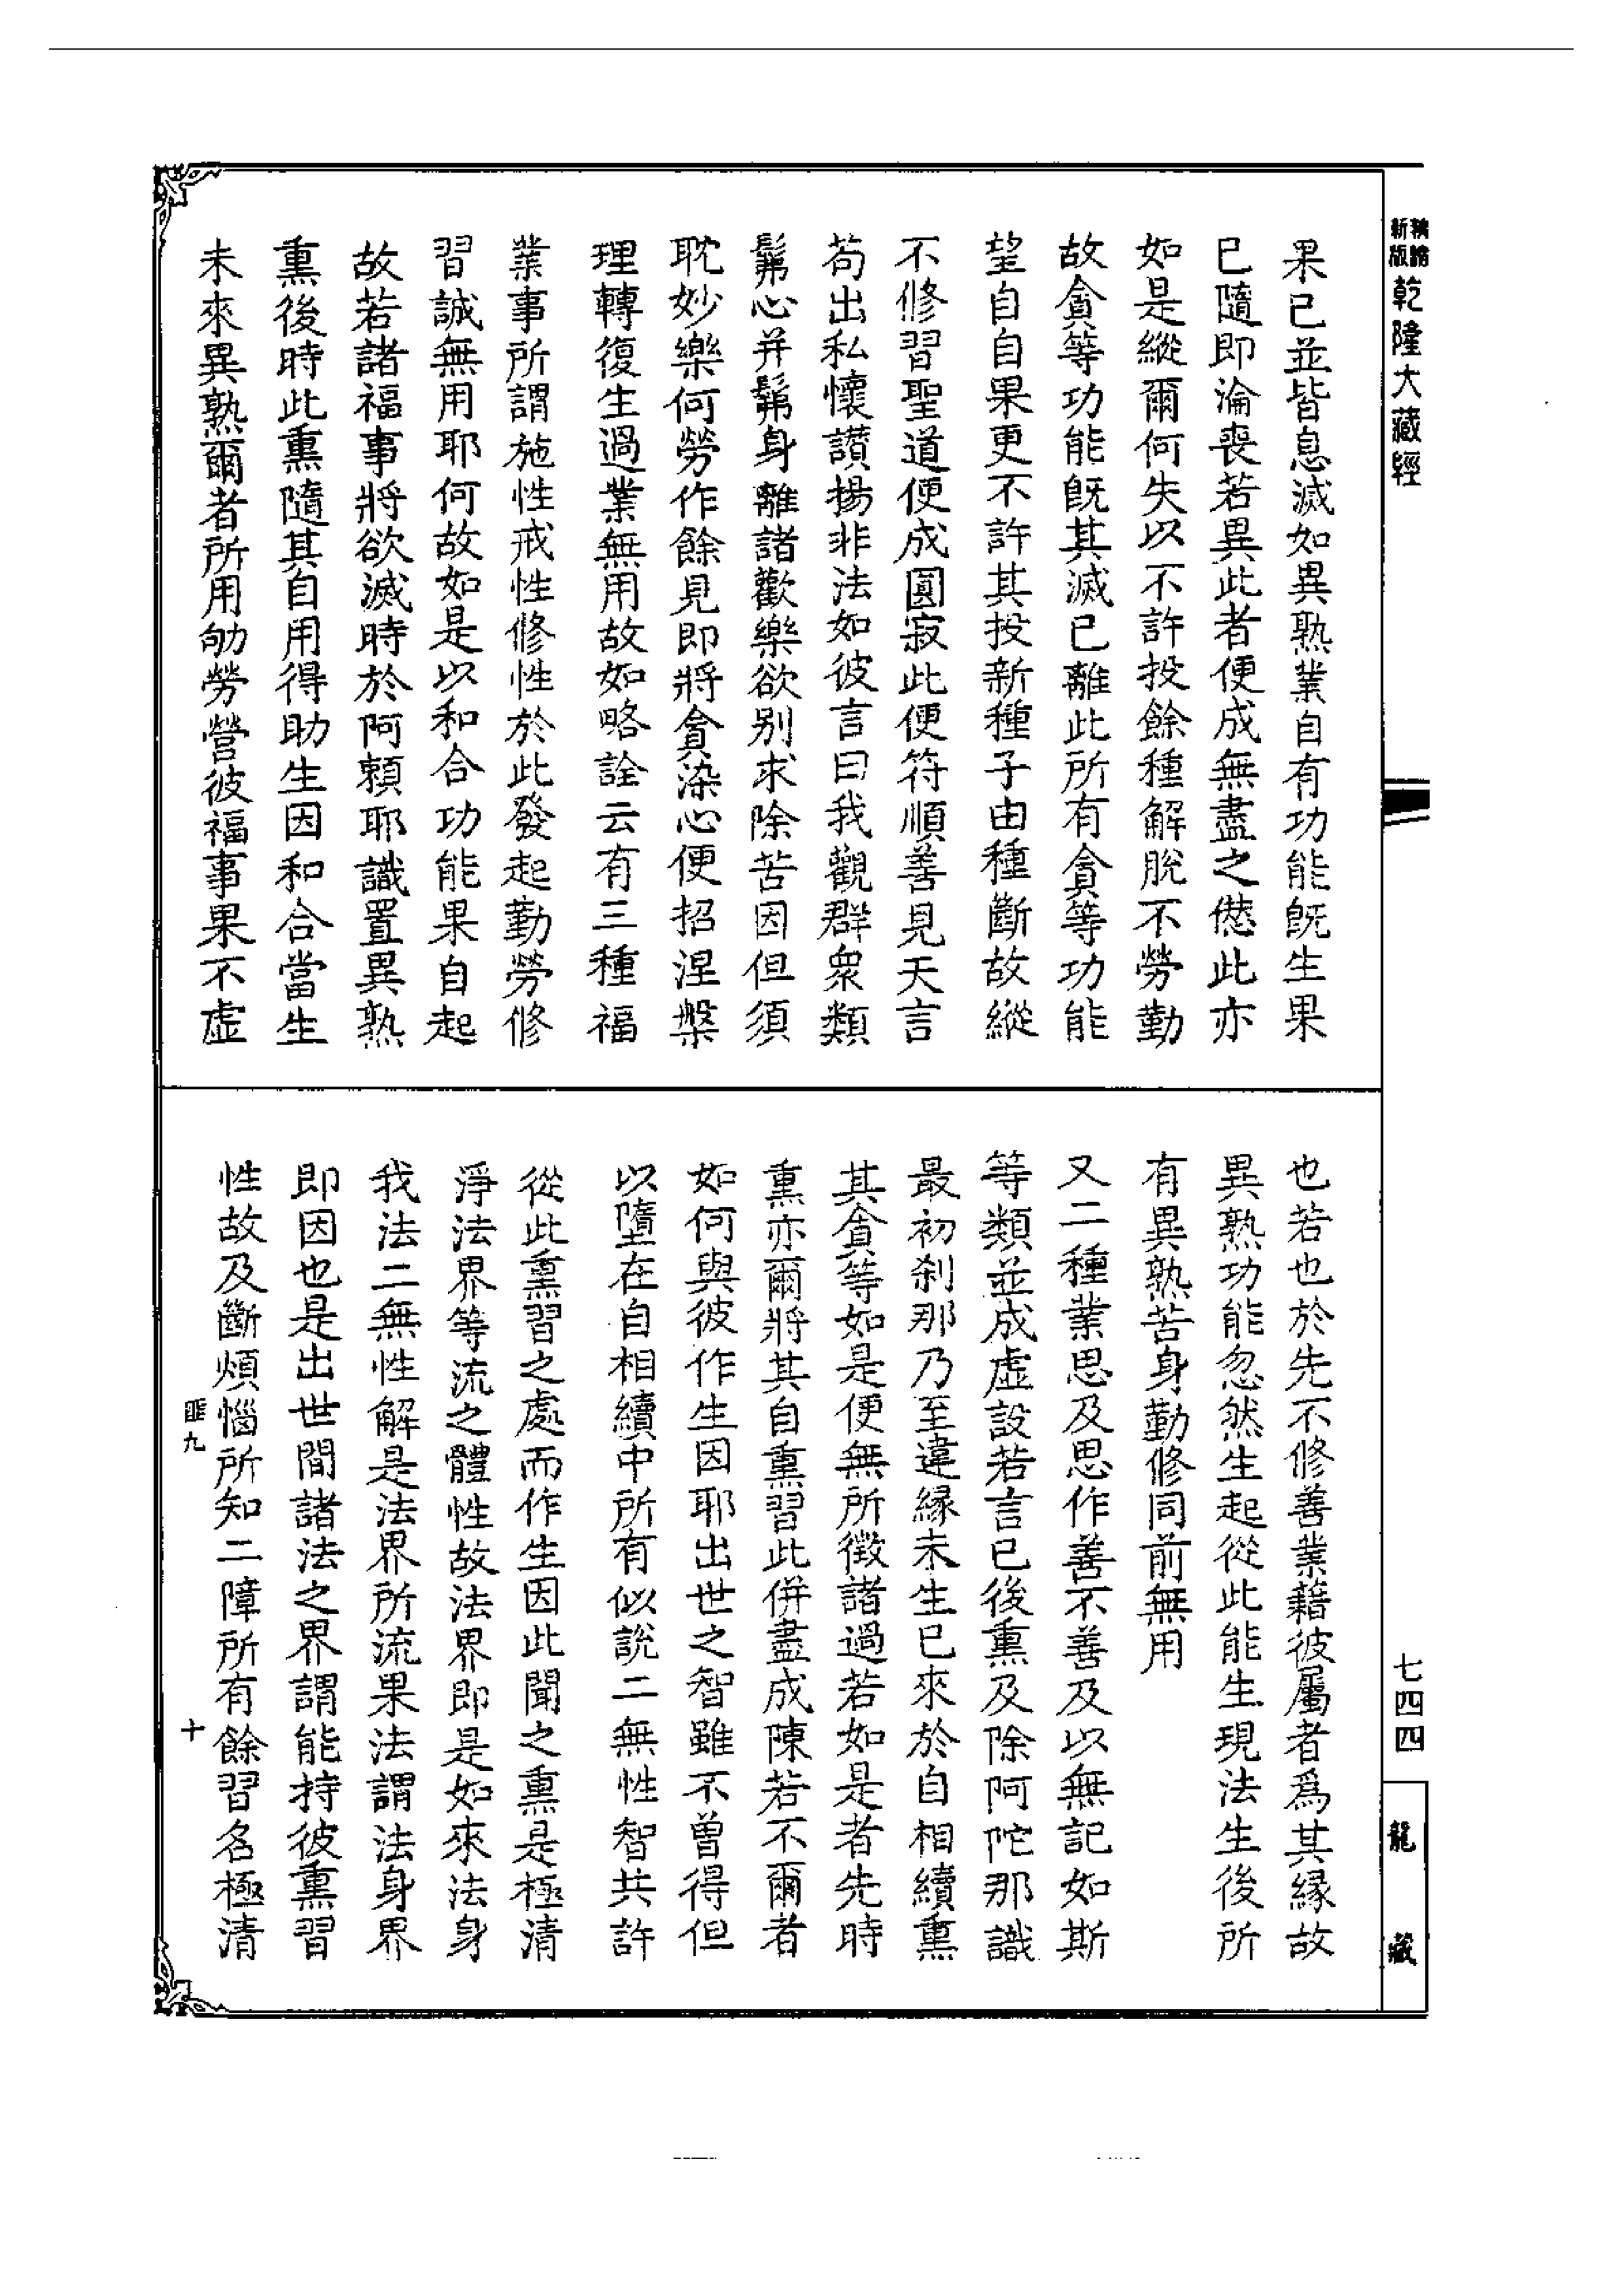 新版精縮
乾隆大藏經
果已並皆息滅如異熟業自有功能旣生果
已隨即淪喪若異此者便成無盡之愆此亦
如是縱爾何失以不許投餘種解脫不勞勤
故貪等功能旣其滅已離此所有貪等功能
望自自果更不許其投新種子由種斷故縱
不修習聖道便成圓寂此便符順善見天言
苟出私懷讚揚非法如彼言曰我觀群衆類
鬀心并鬀身離諸歡樂欲別求除苦因但須
耽妙樂何勞作餘見即將貪染心便招涅槃
理轉復生過業無用故如略詮云有三種福
業事所謂施性戒性修性於此發起勤勞修
習誠無用耶何故如是以和合功能果自起
故若諸福事將欲滅時於阿賴耶識置異熟
熏後時此熏隨其自用得助生因和合當生
未來異熟爾者所用劬勞營彼福事果不虛
也若也於先不修善業藉彼屬者爲其緣故
異熟功能忽然生起從此能生現法生後所
有異熟苦身勤修同前無用
又二種業思及思作善不善及以無記如斯
等類並成虛設若言已後熏及除阿陀那識
最初刹那乃至違緣未生已來於自相續熏
其貪等如是便無所徵諸過若如是者先時
熏亦爾將其自熏習此併盡成陳若不爾者
如何與彼作生因耶出世之智雖不曾得但
以墮在自相續中所有似說二無性智共許
從此熏習之處而作生因此聞之熏是極清
淨法界等流之體性故法界即是如來法身
我法二無性解是法界所流果法謂法身界
即因也是出世間諸法之界謂能持彼熏習
性故及斷煩惱所知二障所有餘習名極清
匪九
十
七四四
龍藏